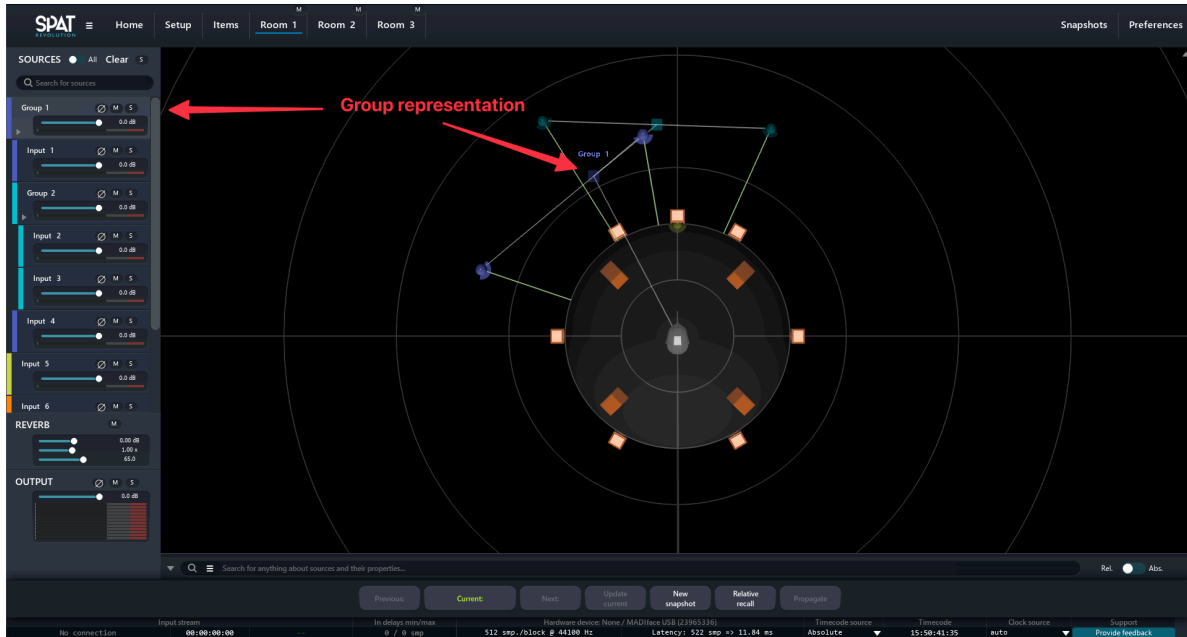 M M M
SPAT REVOLUTION Home Setup Items Room 1 Room 2 Room 3 Snapshots Preferences
SOURCES All Clear S
Search for sources
Group representation
Group 1 Ø M S
0.0 dB
Group 1
Input 1 Ø M S
0.0 dB
Group 2 Ø M S
0.0 dB
Input 2 Ø M S
0.0 dB
Input 3 Ø M S
0.0 dB
Input 4 Ø M S
0.0 dB
Input 5 Ø M S
0.0 dB
Input 6 Ø M S
REVERB M
0.00 dB
1.00 x
65.0
OUTPUT Ø M S
0.0 dB
Search for anything about sources and their properties... Rel. Abs.
Previous: Current: Next: Update current New snapshot Relative recall Propagate
Input stream In delays min/max Hardware device: None / MADIface USB (23965336) Timecode source Timecode Clock source Support
No connection 00:00:00:00 -- 0 / 0 smp 512 smp./block @ 44100 Hz Latency: 522 smp => 11.84 ms Absolute 15:50:41:35 auto Provide feedback